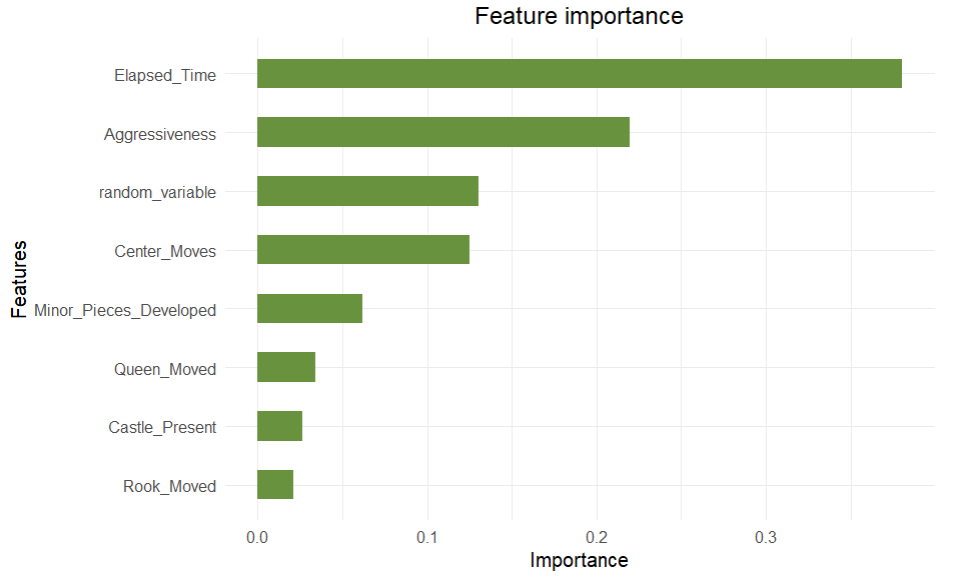 Feature importance
Elapsed_Time
Aggressiveness
random_variable
Center_Moves
Minor_Pieces_Developed
Queen_Moved
Castle_Present
Rook_Moved
Features
0.0 0.1 0.2 0.3
Importance